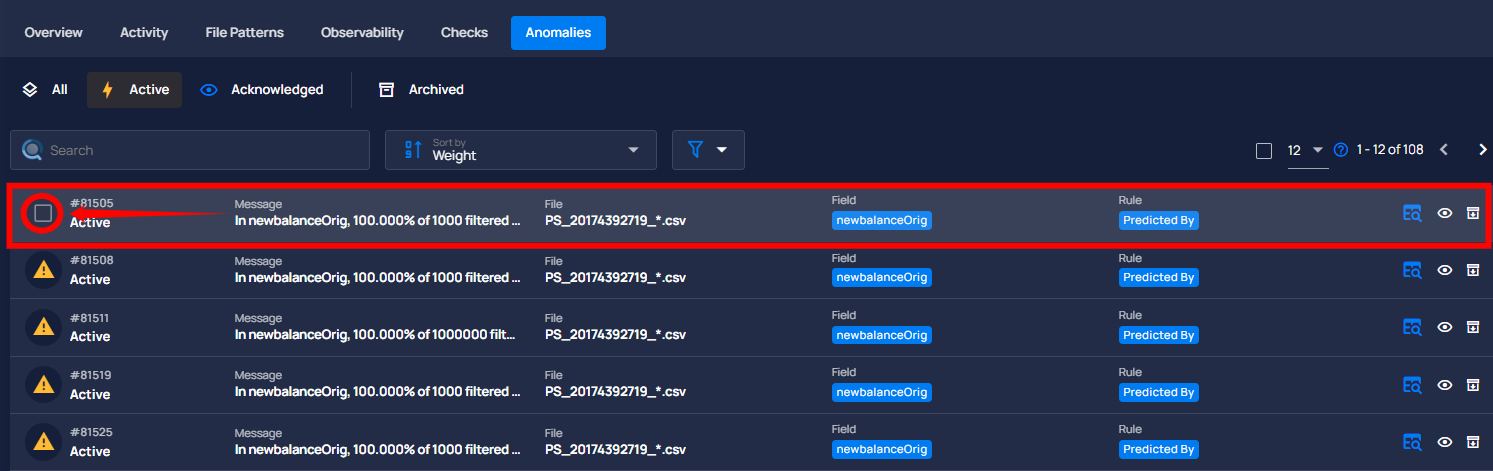 Overview Activity File Patterns Observability Checks Anomalies
All Active Acknowledged Archived
Search Sort by Weight 12 1 - 12 of 108
#81505 Message File Field Rule
Active In newbalanceOrig, 100.000% of 1000 filtered ... PS_20174392719_*.csv newbalanceOrig Predicted By
#81508 Message File Field Rule
Active In newbalanceOrig, 100.000% of 1000 filtered ... PS_20174392719_*.csv newbalanceOrig Predicted By
#81511 Message File Field Rule
Active In newbalanceOrig, 100.000% of 1000000 filt... PS_20174392719_*.csv newbalanceOrig Predicted By
#81519 Message File Field Rule
Active In newbalanceOrig, 100.000% of 1000 filtered ... PS_20174392719_*.csv newbalanceOrig Predicted By
#81525 Message File Field Rule
Active In newbalanceOrig, 100.000% of 1000 filtered ... PS_20174392719_*.csv newbalanceOrig Predicted By